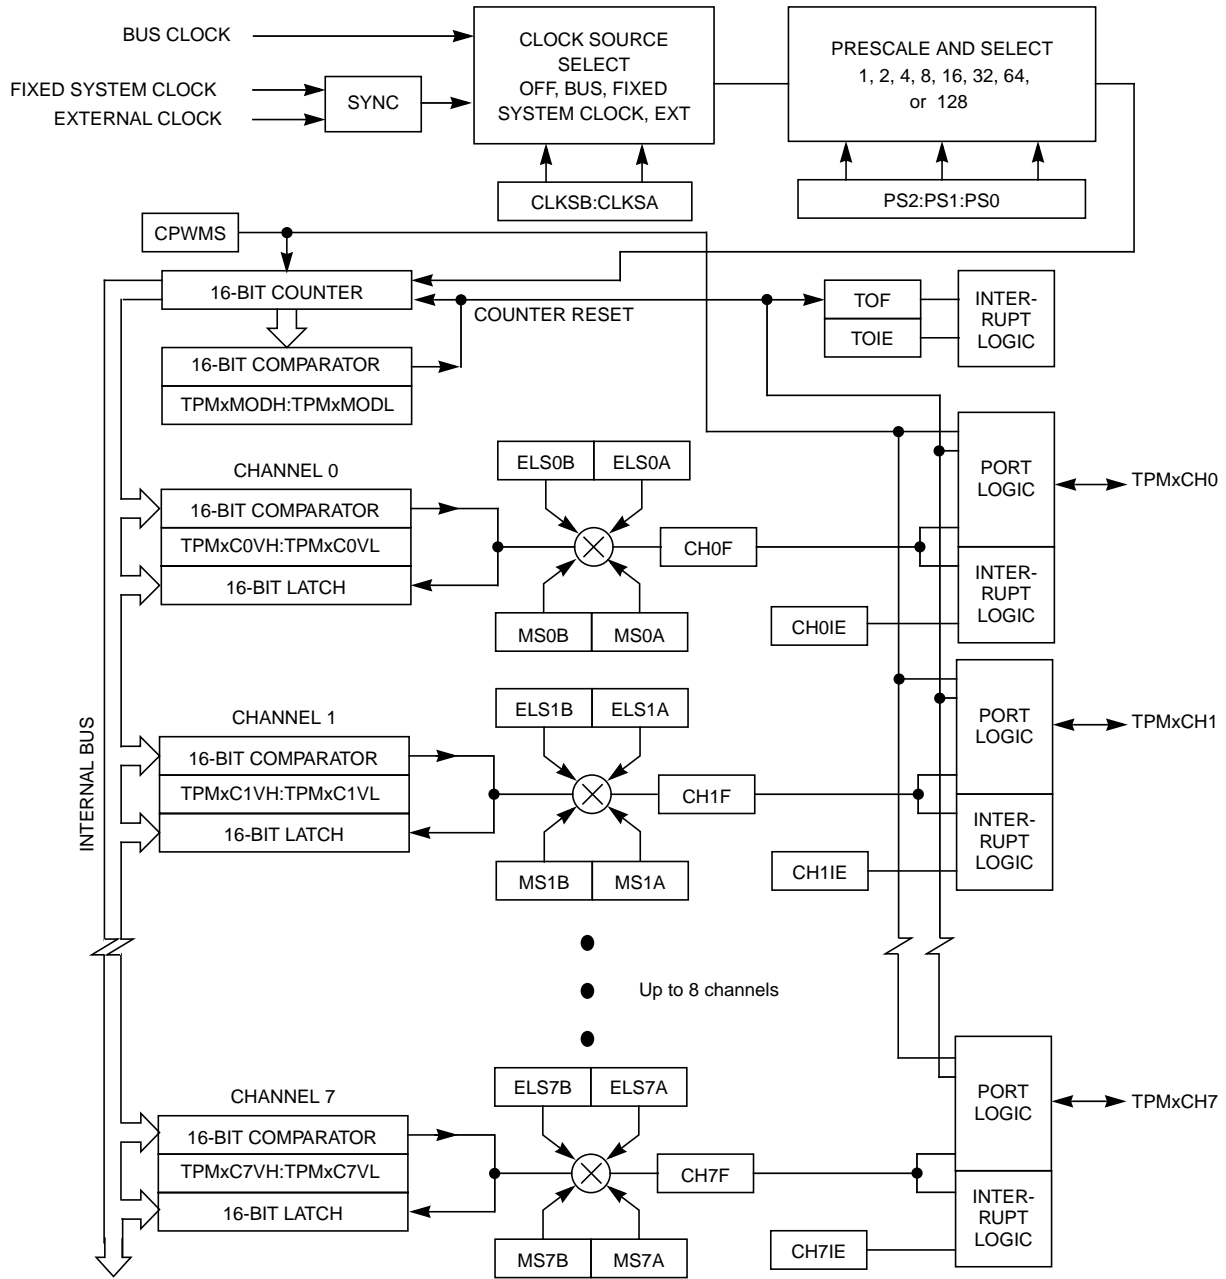 BUS CLOCK
FIXED SYSTEM CLOCK
EXTERNAL CLOCK
SYNC
CLOCK SOURCE
SELECT
OFF, BUS, FIXED
SYSTEM CLOCK, EXT
PRESCALE AND SELECT
1, 2, 4, 8, 16, 32, 64,
or 128
CLKSB:CLKSA
PS2:PS1:PS0
CPWMS
16-BIT COUNTER
COUNTER RESET
16-BIT COMPARATOR
TPMxMODH:TPMxMODL
TOF
TOIE
INTER-
RUPT
LOGIC
CHANNEL 0
16-BIT COMPARATOR
TPMxC0VH:TPMxC0VL
16-BIT LATCH
ELS0B
ELS0A
MS0B
MS0A
CH0F
CH0IE
PORT
LOGIC
INTER-
RUPT
LOGIC
TPMxCH0
INTERNAL BUS
CHANNEL 1
16-BIT COMPARATOR
TPMxC1VH:TPMxC1VL
16-BIT LATCH
ELS1B
ELS1A
MS1B
MS1A
CH1F
CH1IE
PORT
LOGIC
INTER-
RUPT
LOGIC
TPMxCH1
Up to 8 channels
CHANNEL 7
16-BIT COMPARATOR
TPMxC7VH:TPMxC7VL
16-BIT LATCH
ELS7B
ELS7A
MS7B
MS7A
CH7F
CH7IE
PORT
LOGIC
INTER-
RUPT
LOGIC
TPMxCH7